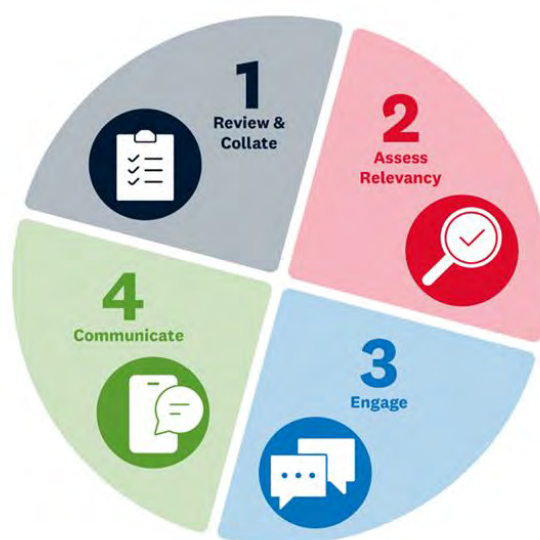 1
Review &
Collate
2
Assess
Relevancy
3
Engage
4
Communicate